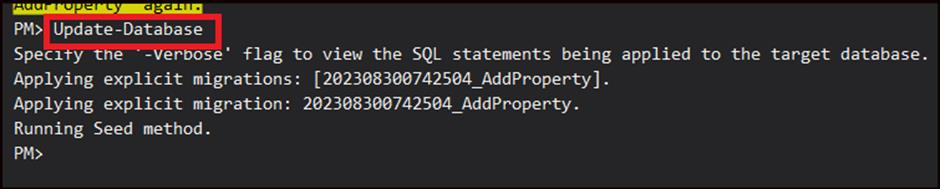 AddProperty' again.
PM> Update-Database
Specify the '-Verbose' flag to view the SQL statements being applied to the target database.
Applying explicit migrations: [202308300742504_AddProperty].
Applying explicit migration: 202308300742504_AddProperty.
Running Seed method.
PM>